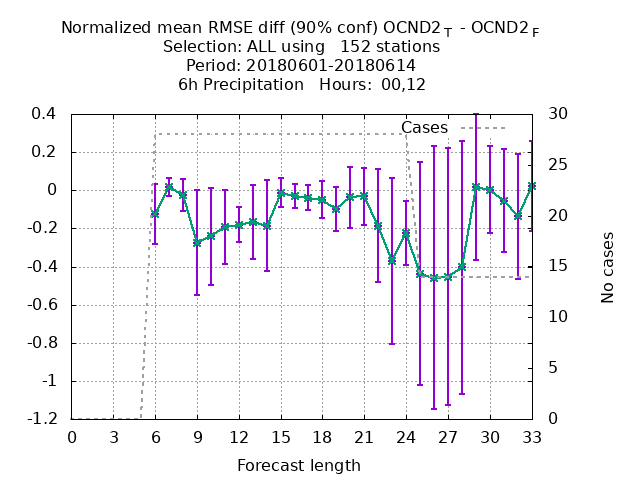 Normalized mean RMSE diff (90% conf) OCND2 T - OCND2 F
Selection: ALL using   152 stations
Period: 20180601-20180614
6h Precipitation   Hours: 00,12
Cases
0.4
0.2
0
-0.2
-0.4
-0.6
-0.8
-1
-1.2
30
25
20
15
10
5
0
No cases
0 3 6 9 12 15 18 21 24 27 30 33
Forecast length